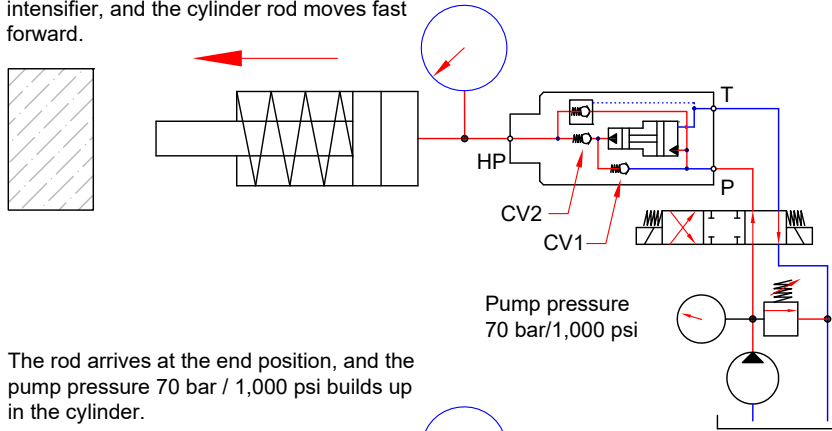 intensifier, and the cylinder rod moves fast
forward.
T
HP
P
CV2
CV1
Pump pressure
70 bar/1,000 psi
The rod arrives at the end position, and the
pump pressure 70 bar / 1,000 psi builds up
in the cylinder.